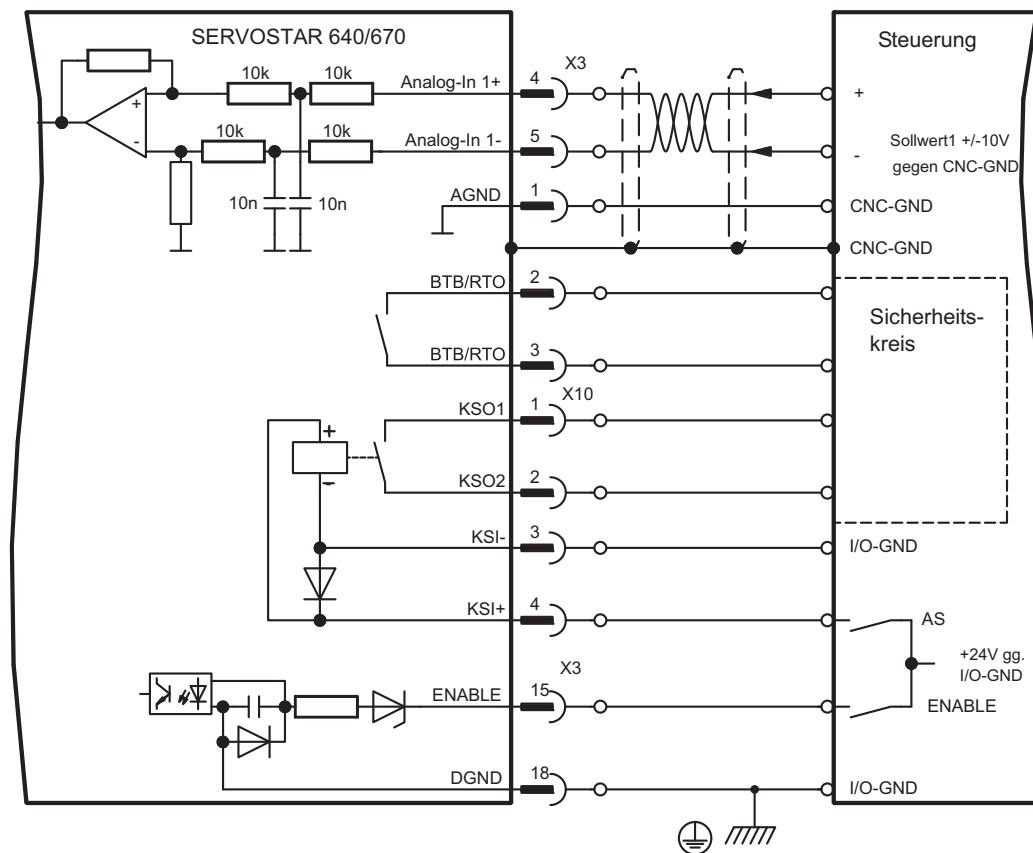 SERVOSTAR 640/670
Steuerung
10k
10k
Analog-In 1+
4
X3
+
+
10k
10k
Analog-In 1-
5
-
-
Sollwert1 +/-10V
gegen CNC-GND
10n
10n
AGND
1
CNC-GND
CNC-GND
BTB/RTO
2
Sicherheits-
kreis
BTB/RTO
3
X10
KSO1
1
+
-
KSO2
2
KSI-
3
I/O-GND
KSI+
4
AS
+24V gg.
I/O-GND
X3
ENABLE
15
ENABLE
DGND
18
I/O-GND